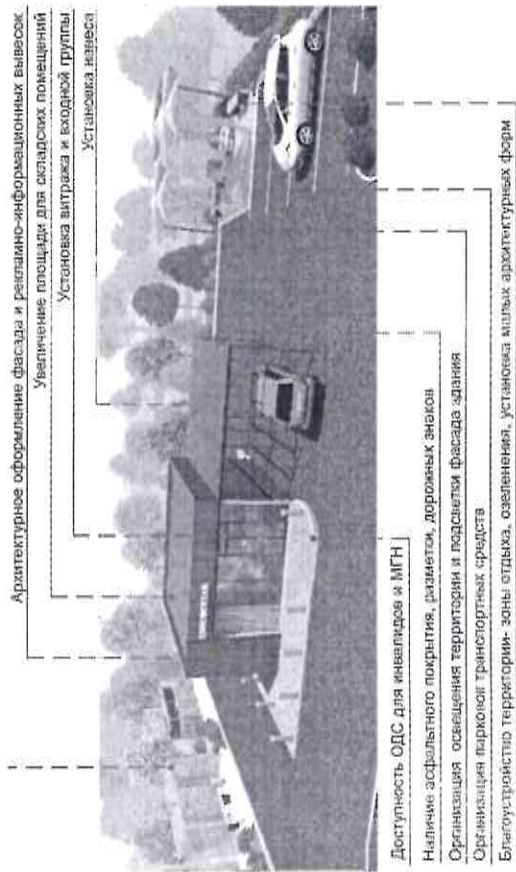 Архитектурное оформление фасада и рекламно-информационных вывесок
Увеличение площади для складских помещений
Установка витража и входной группы
Установка навеса
Доступность ОДС для инвалидов и МГН
Наличие асфальтного покрытия, разметки, дорожных знаков
Организация освещения территории и подсветки фасада здания
Организация парковок транспортных средств
Благоустройство территории- зоны отдыха, озеленения, установка малых архитектурных форм